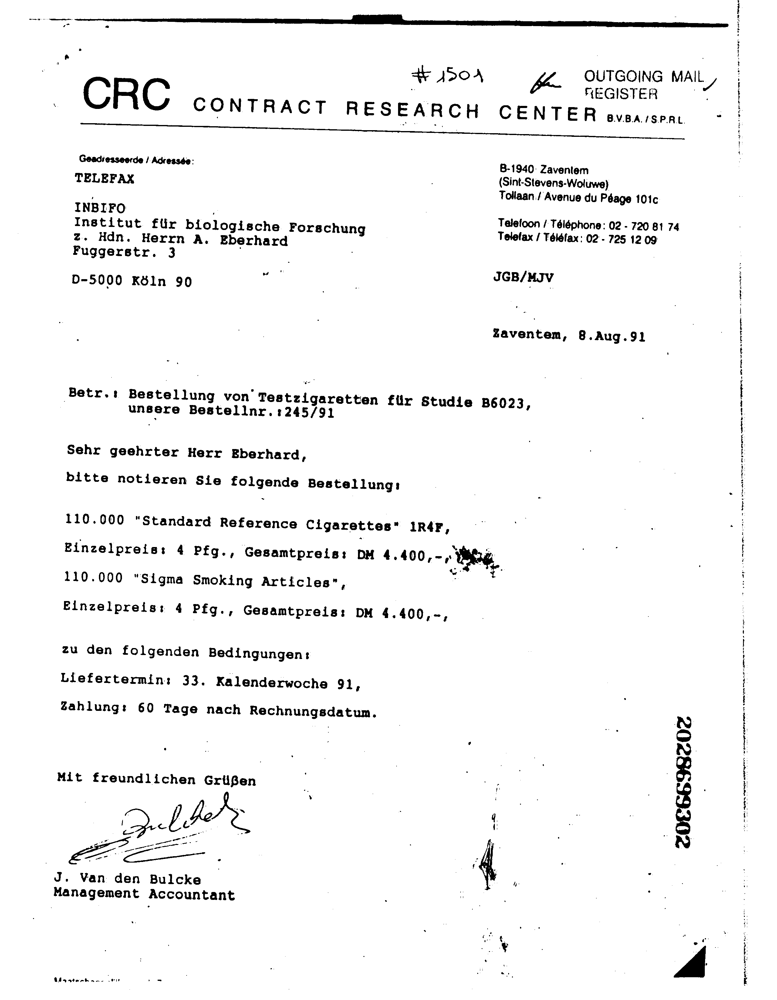 #1501
OUTGOING MAIL
REGISTER
CRC CONTRACT RESEARCH CENTER B.V.B.A. / S.P.R.L.
Geadresseerde / Adressée:
TELEFAX
INBIFO
Institut für biologische Forschung
z. Hdn. Herrn A. Eberhard
Fuggerstr. 3
D-5000 Köln 90
B-1940 Zaventem
(Sint-Stevens-Woluwe)
Tollaan / Avenue du Péage 101c
Telefoon / Téléphone: 02 - 720 81 74
Telefax / Téléfax: 02 - 725 12 09
JGB/MJV
Zaventem, 8.Aug.91
Betr.: Bestellung von Testzigaretten für Studie B6023,
unsere Bestellnr.:245/91
Sehr geehrter Herr Eberhard,
bitte notieren Sie folgende Bestellung:
110.000 "Standard Reference Cigarettes" 1R4F,
Einzelpreis: 4 Pfg., Gesamtpreis: DM 4.400,-,
110.000 "Sigma Smoking Articles",
Einzelpreis: 4 Pfg., Gesamtpreis: DM 4.400,-,
zu den folgenden Bedingungen:
Liefertermin: 33. Kalenderwoche 91,
Zahlung: 60 Tage nach Rechnungsdatum.
Mit freundlichen Grüßen
J. Van den Bulcke
Management Accountant
2028699302